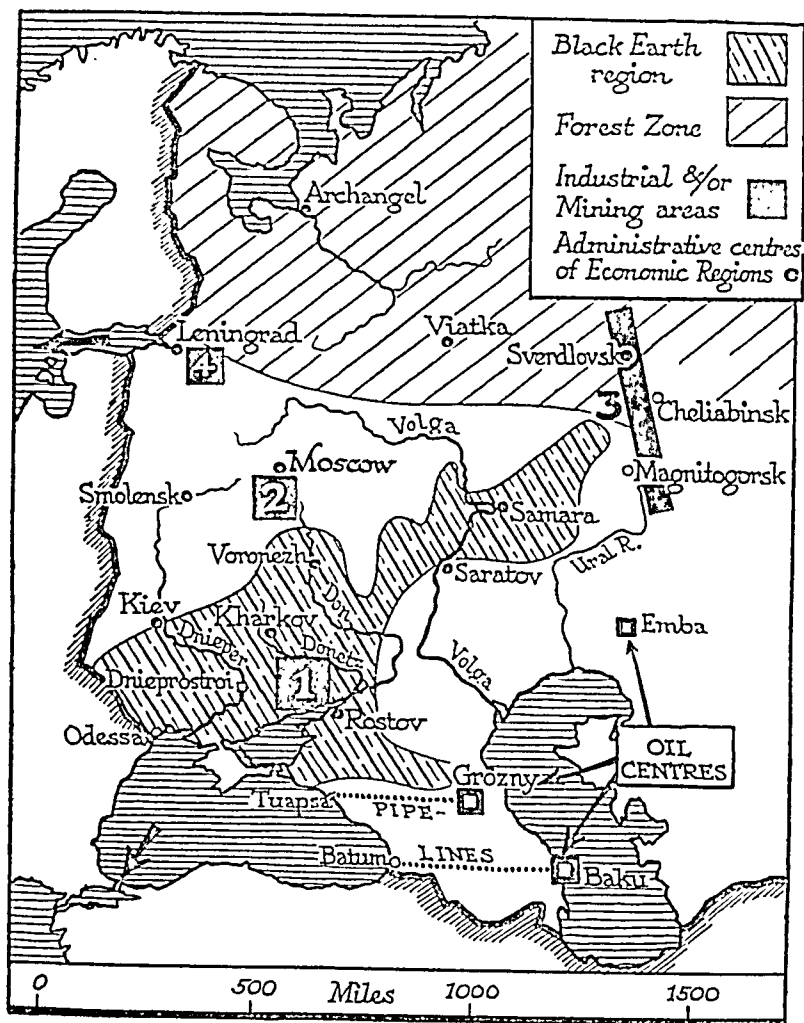 Black Earth
region
Forest Zone
Industrial &/or
Mining areas
Administrative centres
of Economic Regions
Archangel
Leningrad
Viatka
4
Sverdlovsk
3
Cheliabinsk
Volga
Moscow
Magnitogorsk
Smolensk
2
Samara
Voronezh
Saratov
Ural R.
Kiev
Kharkov
Don
Emba
Dnieper
Donetz
Dnieprostroi
1
Volga
Odessa
Rostov
OIL
CENTRES
Grozny
Tuapsa
PIPE-
Batum
LINES
Baku
0
500
Miles
1000
1500